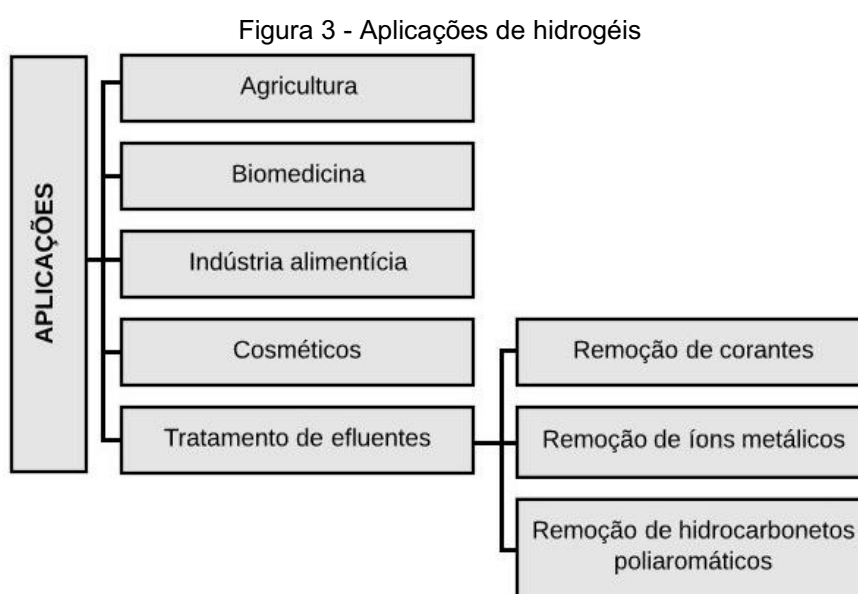 Figura 3 - Aplicações de hidrogéis
APLICAÇÕES
Agricultura
Biomedicina
Indústria alimentícia
Cosméticos
Tratamento de efluentes
Remoção de corantes
Remoção de íons metálicos
Remoção de hidrocarbonetos
poliaromáticos